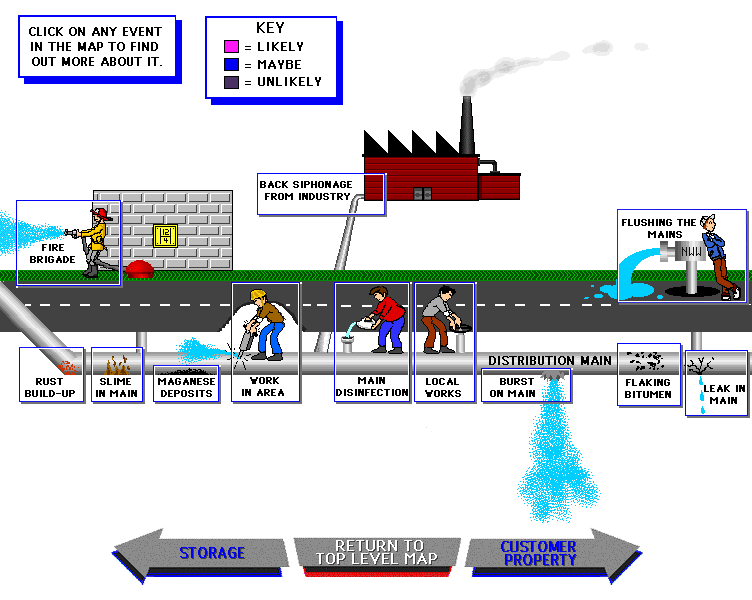 CLICK ON ANY EVENT
IN THE MAP TO FIND
OUT MORE ABOUT IT.
KEY
= LIKELY
= MAYBE
= UNLIKELY
BACK SIPHONAGE
FROM INDUSTRY
FIRE
BRIGADE
12
4
FLUSHING THE
MAINS
NWW
DISTRIBUTION MAIN
RUST
BUILD-UP
SLIME
IN MAIN
MAGANESE
DEPOSITS
WORK
IN AREA
MAIN
DISINFECTION
LOCAL
WORKS
BURST
ON MAIN
FLAKING
BITUMEN
LEAK IN
MAIN
STORAGE
RETURN TO
TOP LEVEL MAP
CUSTOMER
PROPERTY